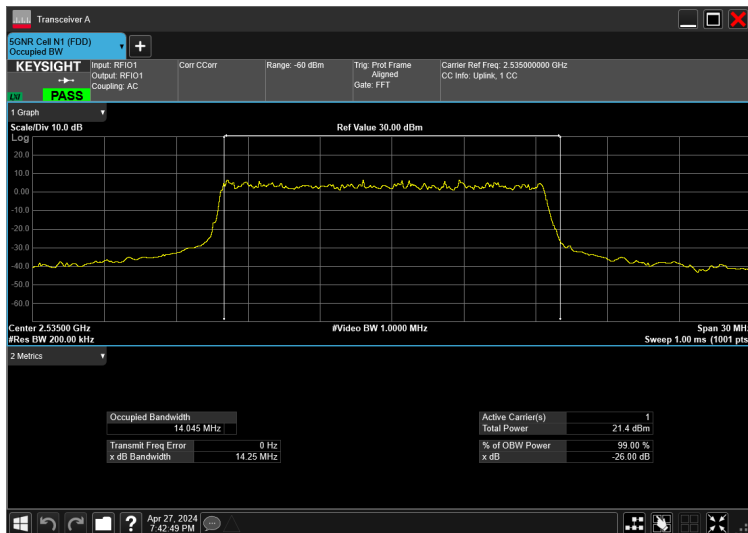 Transceiver A
5GNR Cell N1 (FDD)
Occupied BW
KEYSIGHT
Input: RFIO1
Output: RFIO1
Coupling: AC
Corr CCorr
Range: -60 dBm
Trig: Prot Frame
Aligned
Gate: FFT
Carrier Ref Freq: 2.535000000 GHz
CC Info: Uplink, 1 CC
LXI
PASS
1 Graph
Scale/Div 10.0 dB
Ref Value 30.00 dBm
Log
20.0
10.0
0.00
-10.0
-20.0
-30.0
-40.0
-50.0
-60.0
Center 2.53500 GHz
#Video BW 1.0000 MHz
Span 30 MHz
#Res BW 200.00 kHz
Sweep 1.00 ms (1001 pts
2 Metrics
Occupied Bandwidth
14.045 MHz
Active Carrier(s) 1
Total Power 21.4 dBm
Transmit Freq Error 0 Hz
x dB Bandwidth 14.25 MHz
% of OBW Power 99.00 %
x dB -26.00 dB
Apr 27, 2024
7:42:49 PM